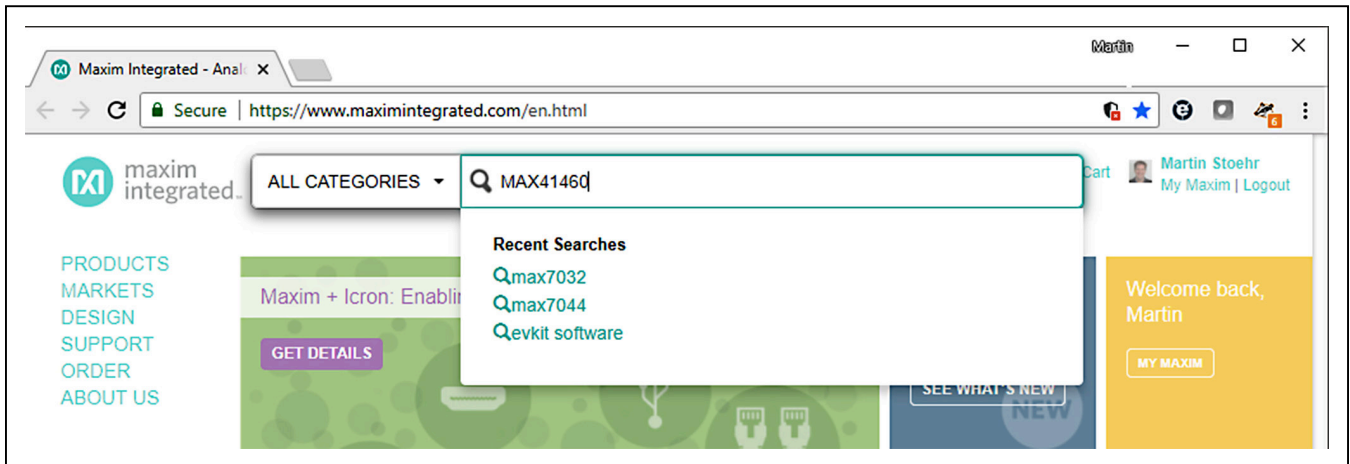 Martin
Maxim Integrated - Anal
Secure | https://www.maximintegrated.com/en.html
6
maxim
integrated™
ALL CATEGORIES
MAX41460
Cart
Martin Stoehr
My Maxim | Logout
Recent Searches
max7032
max7044
evkit software
PRODUCTS
MARKETS
DESIGN
SUPPORT
ORDER
ABOUT US
Maxim + Icron: Enabli
GET DETAILS
SEE WHAT'S NEW
NEW
Welcome back,
Martin
MY MAXIM